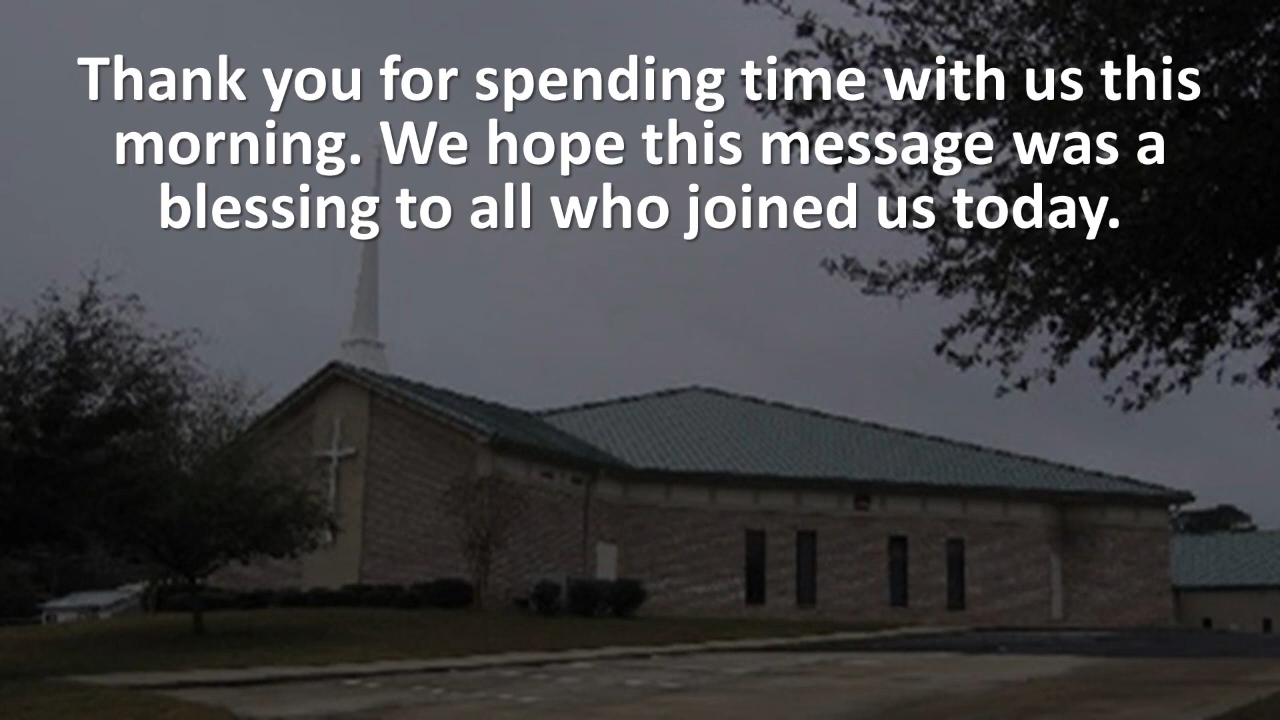 Thank you for spending time with us this
morning. We hope this message was a
blessing to all who joined us today.